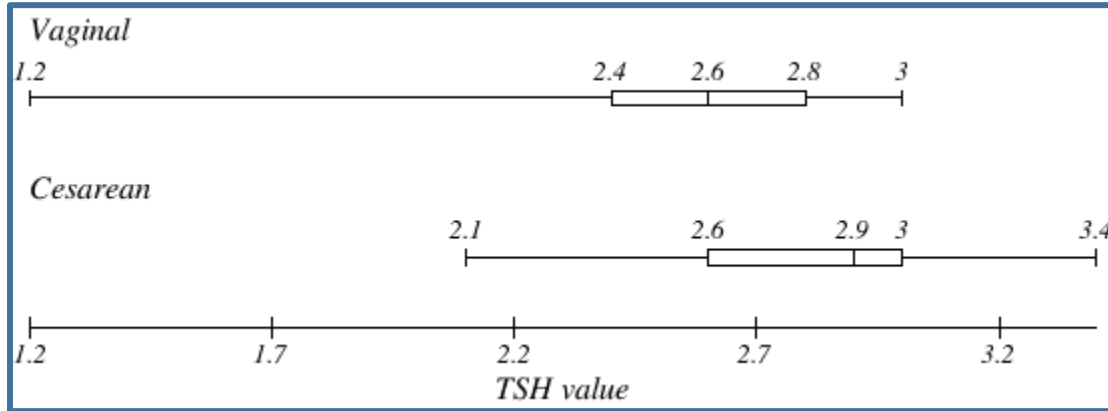 Vaginal
1.2 2.4 2.6 2.8 3
Cesarean
2.1 2.6 2.9 3 3.4
1.2 1.7 2.2 2.7 3.2
TSH value